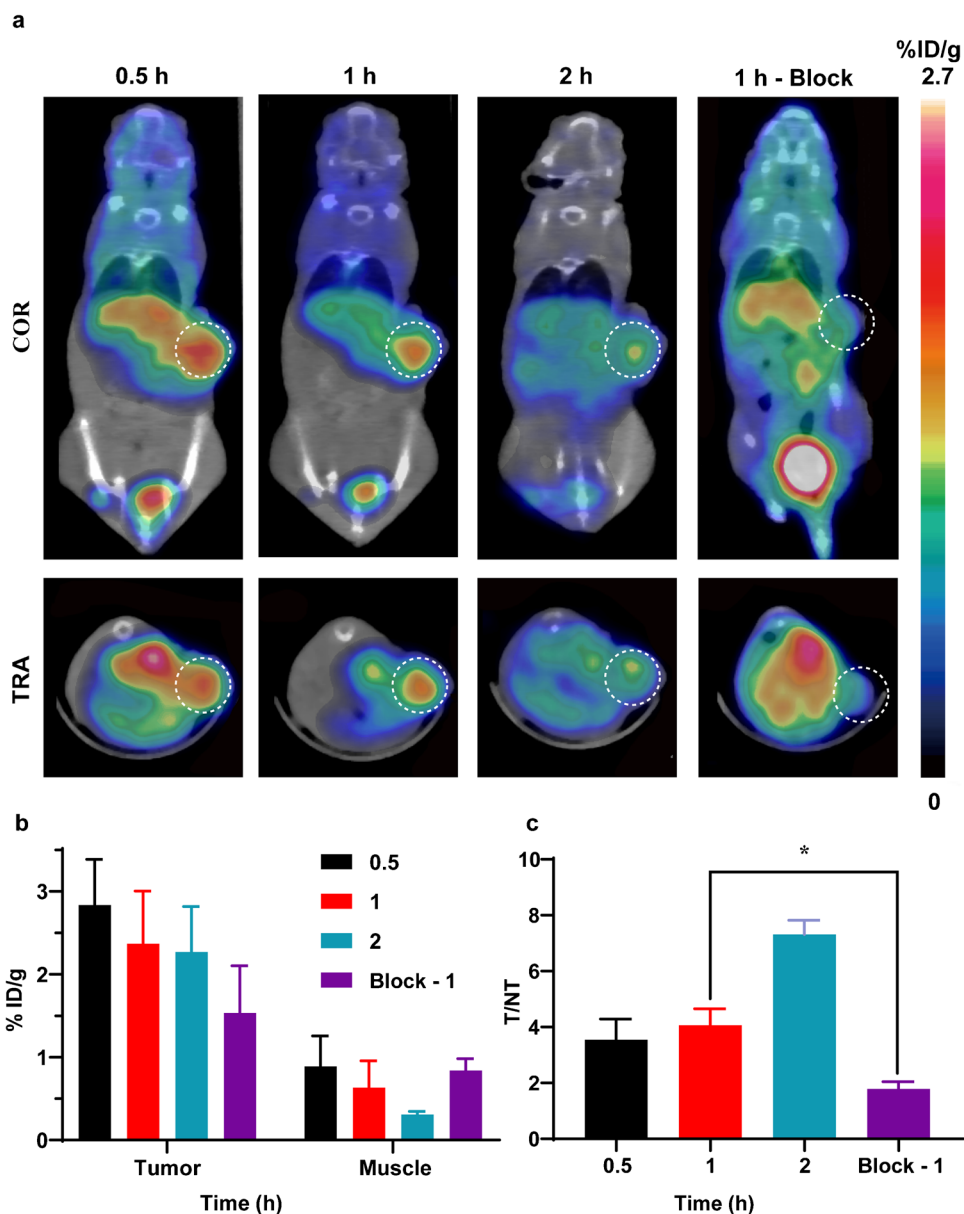 a
%ID/g
0.5 h 1 h 2 h 1 h - Block 2.7
COR
TRA
0
b
3
2
1
0
% ID/g
0.5
1
2
Block - 1
Tumor Muscle
Time (h)
c
10
8
6
4
2
0
T/NT
*
0.5 1 2 Block - 1
Time (h)